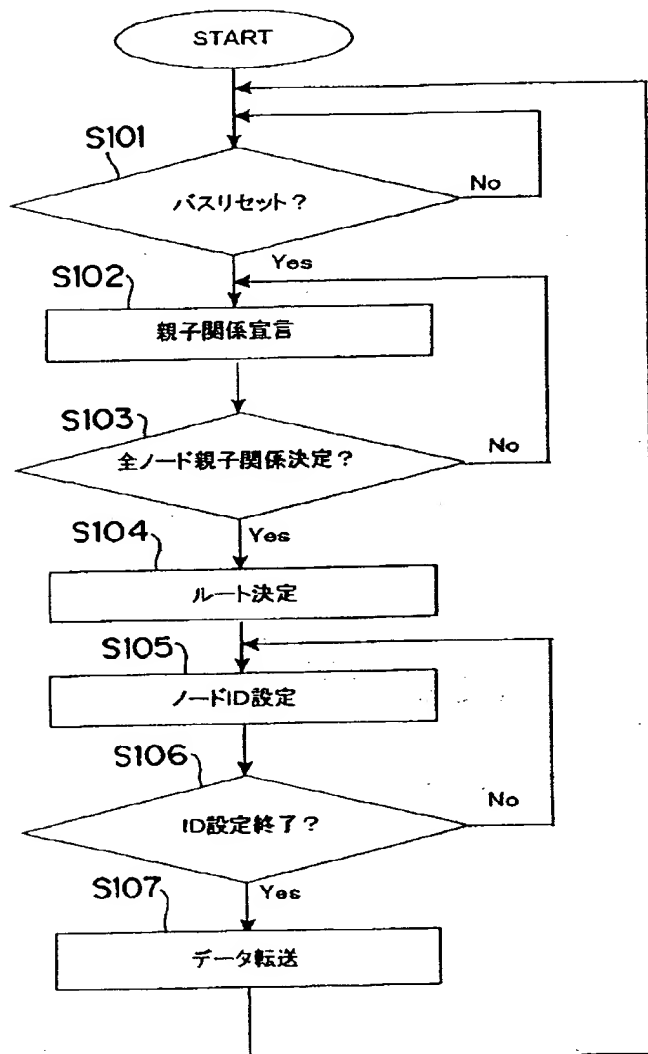 START
S101
バスリセット?
No
Yes
S102
親子関係宣言
S103
全ノード親子関係決定?
No
Yes
S104
ルート決定
S105
ノードID設定
S106
ID設定終了?
No
Yes
S107
データ転送